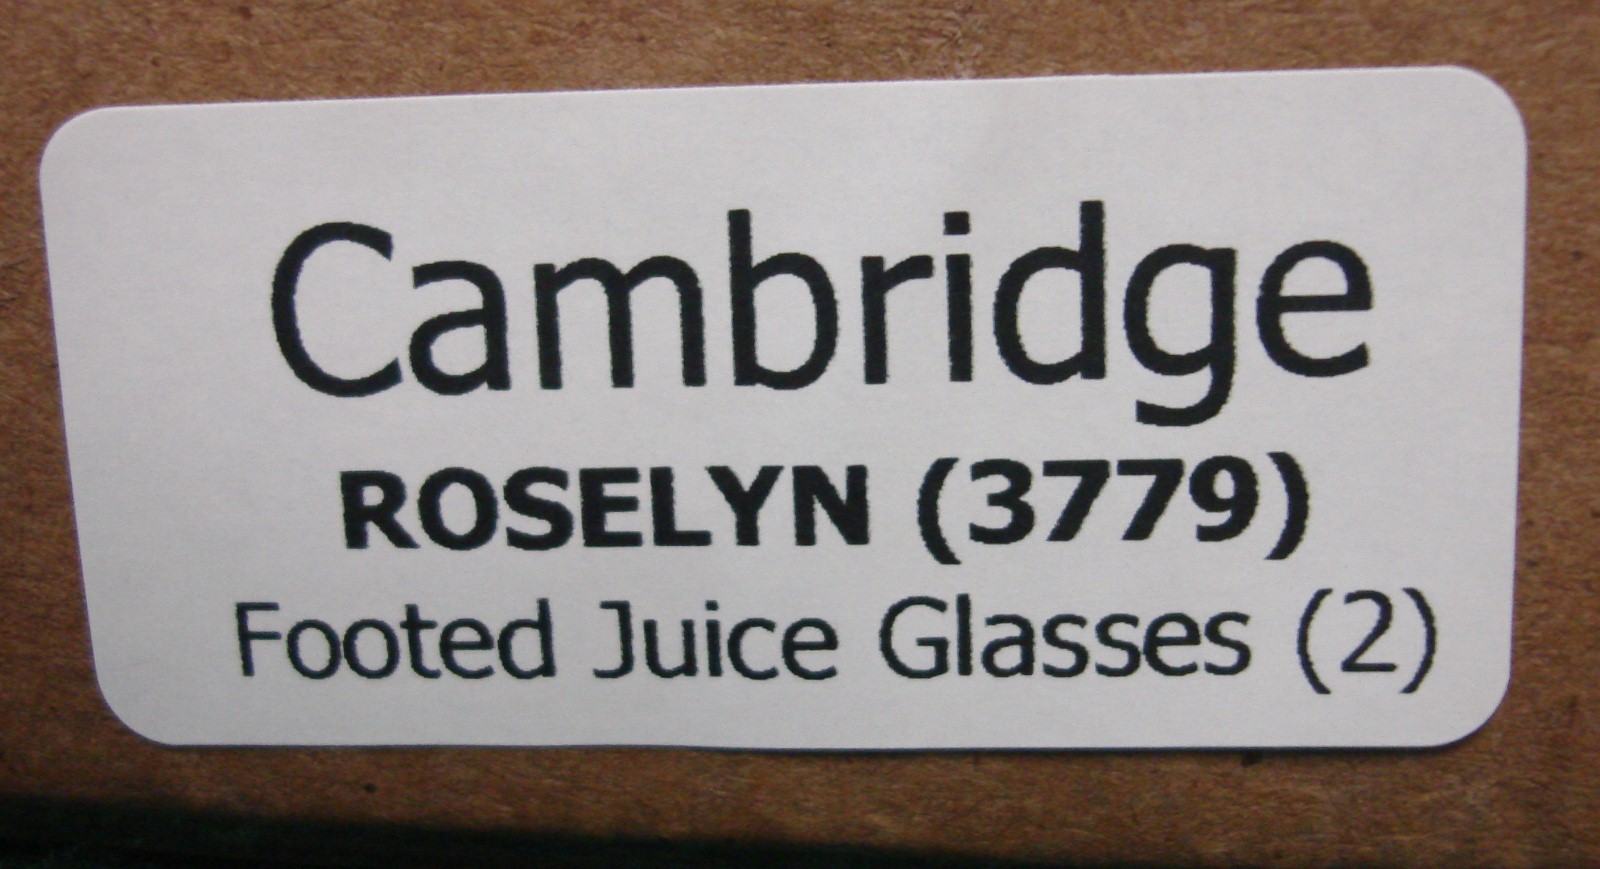 Cambridge
ROSELYN (3779)
Footed Juice Glasses (2)